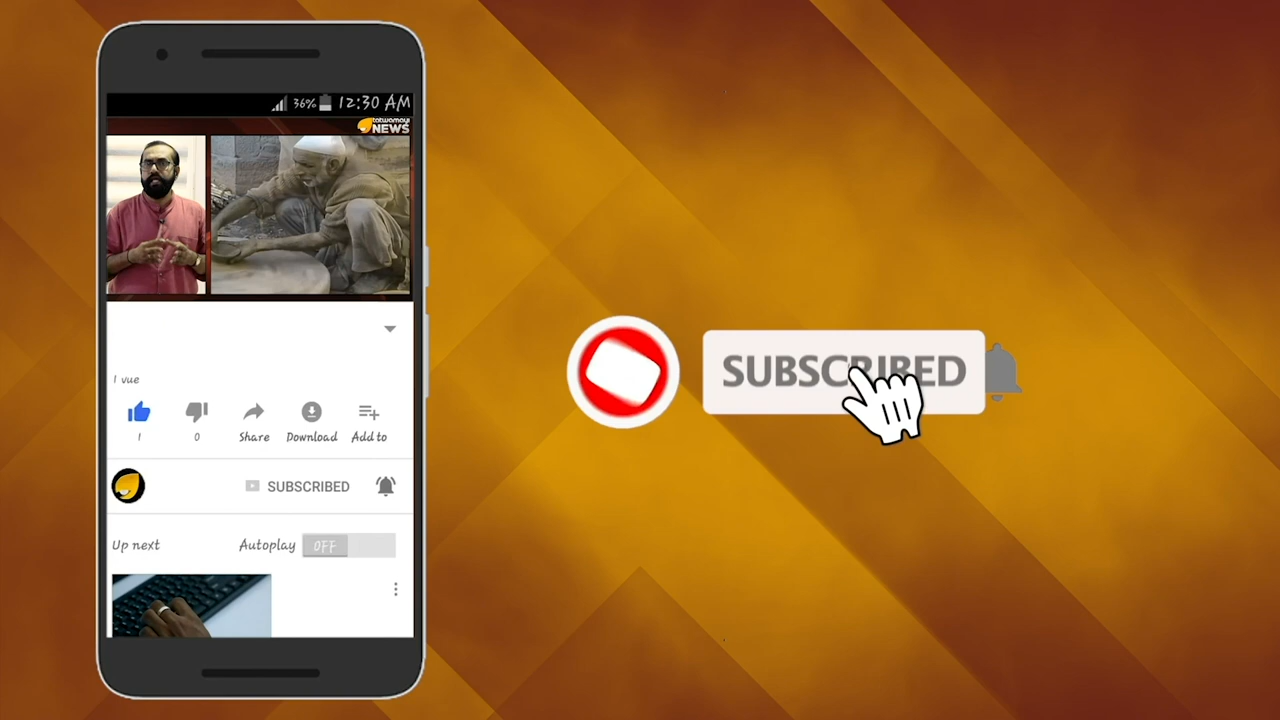 36% 12:30 AM
tatwamayi
NEWS
1 vue
1
0
Share
Download
Add to
SUBSCRIBED
Up next
Autoplay
OFF
SUBSCRIBED